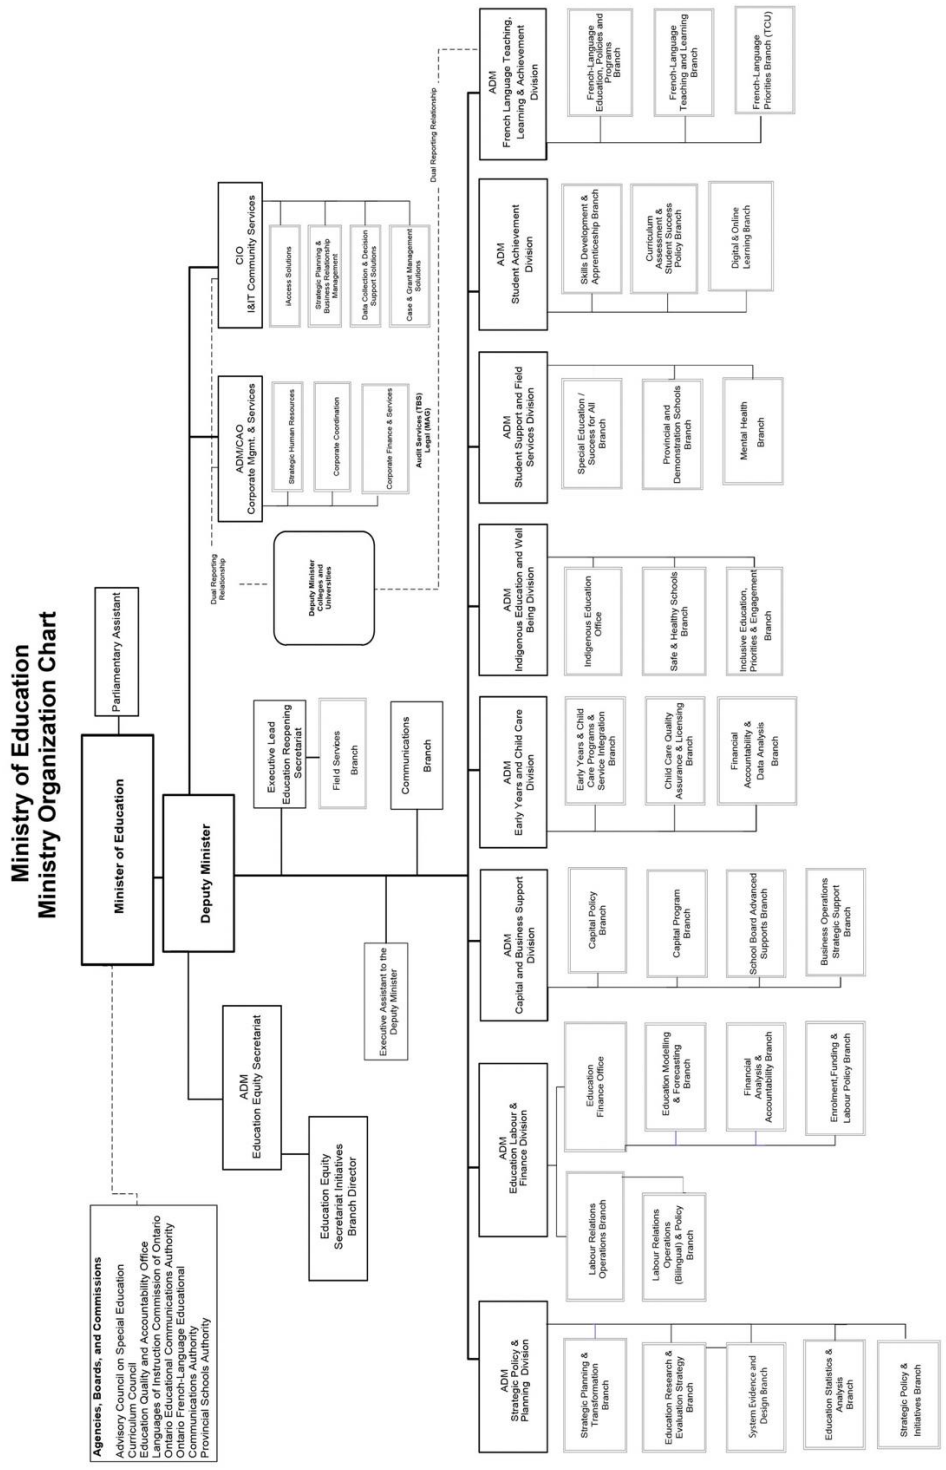 Ministry of Education
Ministry Organization Chart
Agencies, Boards, and Commissions
Advisory Council on Special Education
Curriculum Council
Education Quality and Accountability Office
Languages of Instruction Commission of Ontario
Ontario Educational Communications Authority
Ontario French-Language Educational
Communications Authority
Provincial Schools Authority
Minister of Education
Parliamentary Assistant
Deputy Minister
ADM
Education Equity Secretariat
Education Equity
Secretariat Initiatives
Branch Director
Executive Assistant to the
Deputy Minister
Executive Lead
Education Reopening
Secretariat
Field Services
Branch
Communications
Branch
Dual Reporting
Relationship
Deputy Minister
Colleges and
Universities
ADM/CAO
Corporate Mgmt. & Services
Strategic Human Resources
Corporate Coordination
Corporate Finance & Services
Audit Services (TBS)
Legal (MAG)
CIO
I&IT Community Services
iAccess Solutions
Strategic Planning &
Business Relationship
Management
Data Collection & Decision
Support Solutions
Case & Grant Management
Solutions
Dual Reporting Relationship
ADM
Strategic Policy &
Planning Division
Strategic Planning &
Transformation
Branch
Education Research &
Evaluation Strategy
Branch
System Evidence and
Design Branch
Education Statistics &
Analysis
Branch
Strategic Policy &
Initiatives Branch
ADM
Education Labour &
Finance Division
Labour Relations
Operations Branch
Labour Relations
Operations
(Bilingual) & Policy
Branch
Education
Finance Office
Education Modelling
& Forecasting
Branch
Financial
Analysis &
Accountability Branch
Enrolment,Funding &
Labour Policy Branch
ADM
Capital and Business Support
Division
Capital Policy
Branch
Capital Program
Branch
School Board Advanced
Supports Branch
Business Operations
Strategic Support
Branch
ADM
Early Years and Child Care
Division
Early Years & Child
Care Programs &
Service Integration
Branch
Child Care Quality
Assurance & Licensing
Branch
Financial
Accountability &
Data Analysis
Branch
ADM
Indigenous Education and Well
Being Division
Indigenous Education
Office
Safe & Healthy Schools
Branch
Inclusive Education,
Priorities & Engagement
Branch
ADM
Student Support and Field
Services Division
Special Education /
Success for All
Branch
Provincial and
Demonstration Schools
Branch
Mental Health
Branch
ADM
Student Achievement
Division
Skills Development &
Apprenticeship Branch
Curriculum
Assessment &
Student Success
Policy Branch
Digital & Online
Learning Branch
ADM
French Language Teaching,
Learning & Achievement
Division
French-Language
Education, Policies and
Programs
Branch
French-Language
Teaching and Learning
Branch
French-Language
Priorities Branch (TCU)